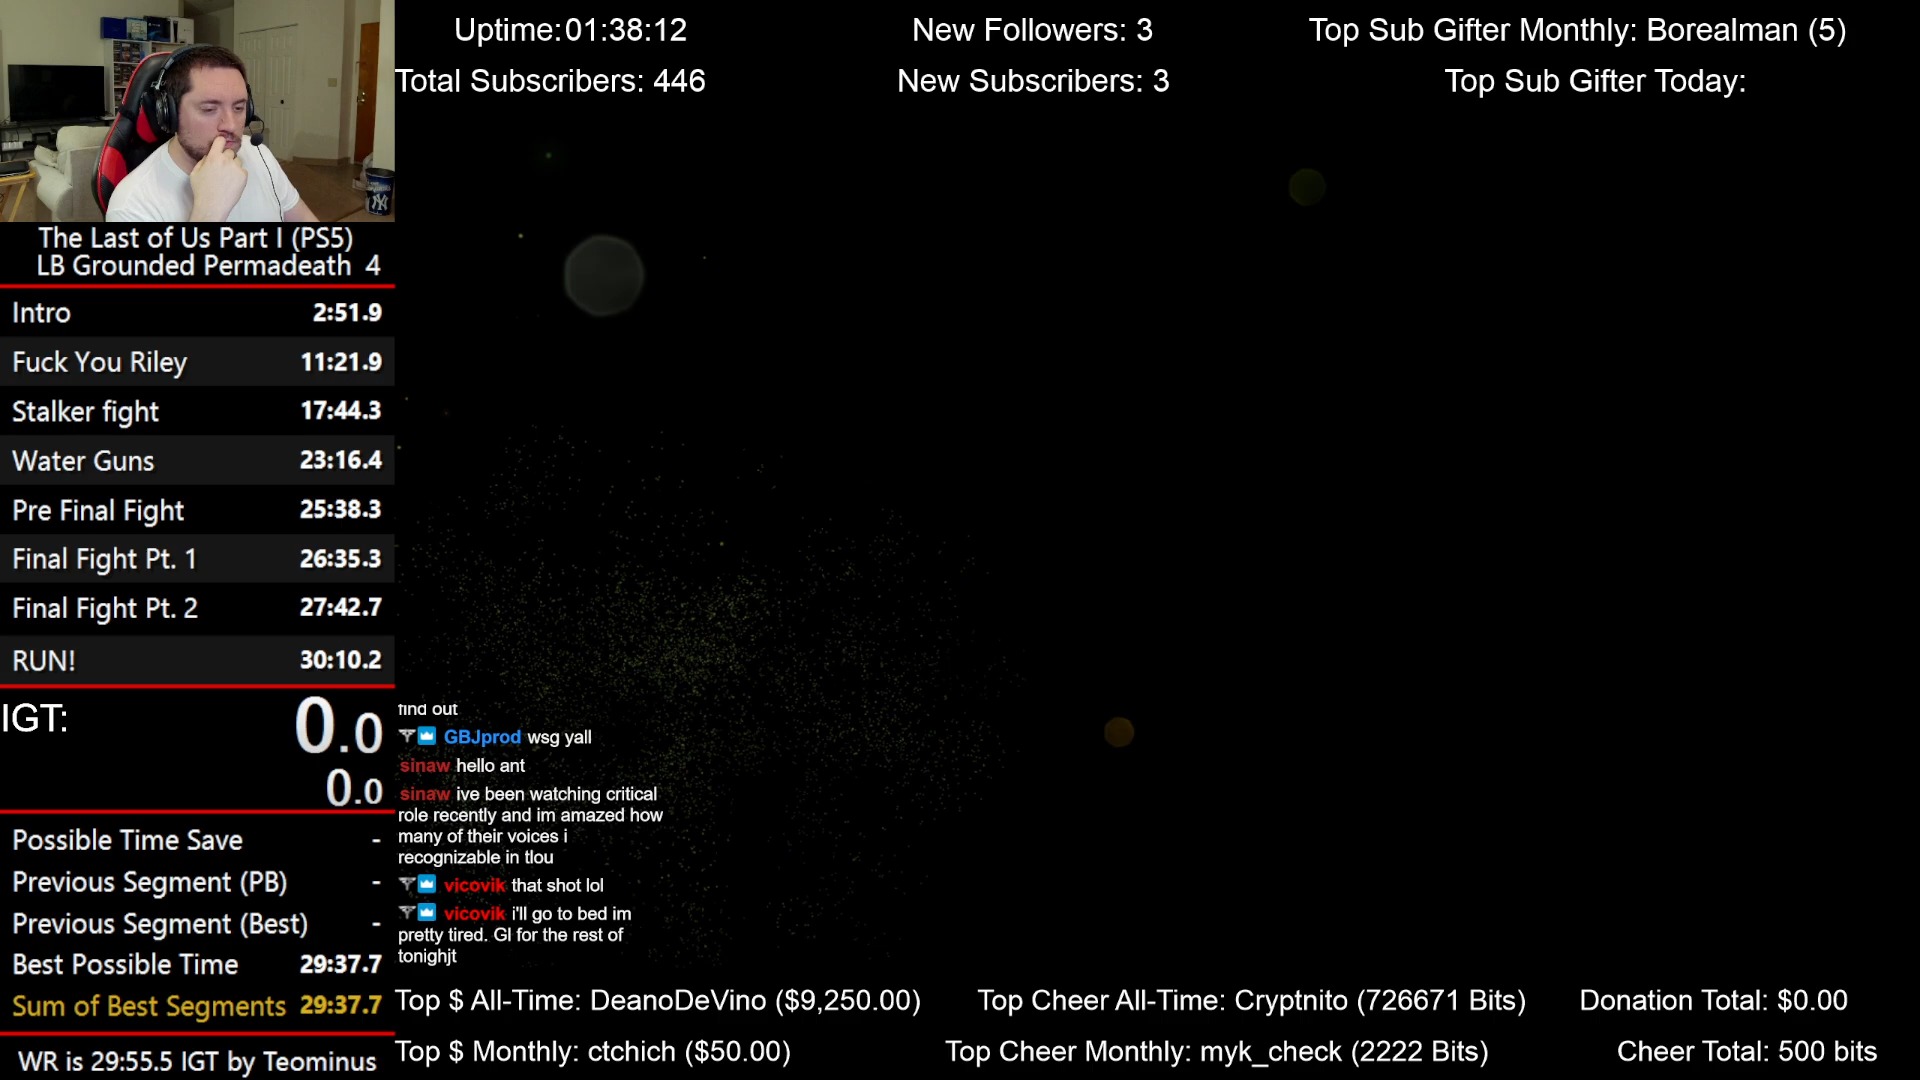 Uptime:01:38:12
New Followers: 3
Top Sub Gifter Monthly: Borealman (5)
Total Subscribers: 446
New Subscribers: 3
Top Sub Gifter Today:
The Last of Us Part I (PS5)
LB Grounded Permadeath 4
Intro 2:51.9
Fuck You Riley 11:21.9
Stalker fight 17:44.3
Water Guns 23:16.4
Pre Final Fight 25:38.3
Final Fight Pt. 1 26:35.3
Final Fight Pt. 2 27:42.7
RUN! 30:10.2
IGT: 0.0
0.0
Possible Time Save -
Previous Segment (PB) -
Previous Segment (Best) -
Best Possible Time 29:37.7
Sum of Best Segments 29:37.7
WR is 29:55.5 IGT by Teominus
find out
GBJprod wsg yall
sinaw hello ant
sinaw ive been watching critical
role recently and im amazed how
many of their voices i
recognizable in tlou
vicovik that shot lol
vicovik i'll go to bed im
pretty tired. Gl for the rest of
tonighjt
Top $ All-Time: DeanoDeVino ($9,250.00)
Top Cheer All-Time: Cryptnito (726671 Bits)
Donation Total: $0.00
Top $ Monthly: ctchich ($50.00)
Top Cheer Monthly: myk_check (2222 Bits)
Cheer Total: 500 bits